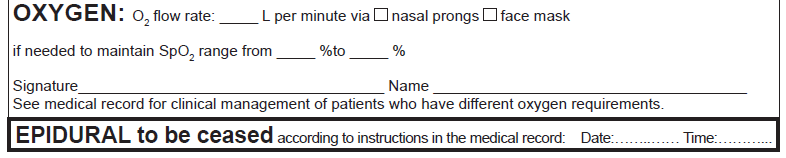 OXYGEN: O₂ flow rate: _____ L per minute via ☐ nasal prongs ☐ face mask
if needed to maintain SpO₂ range from _____ %to _____ %
Signature______________________________________ Name ______________________________________
See medical record for clinical management of patients who have different oxygen requirements.
EPIDURAL to be ceased according to instructions in the medical record: Date:.............. Time:..............